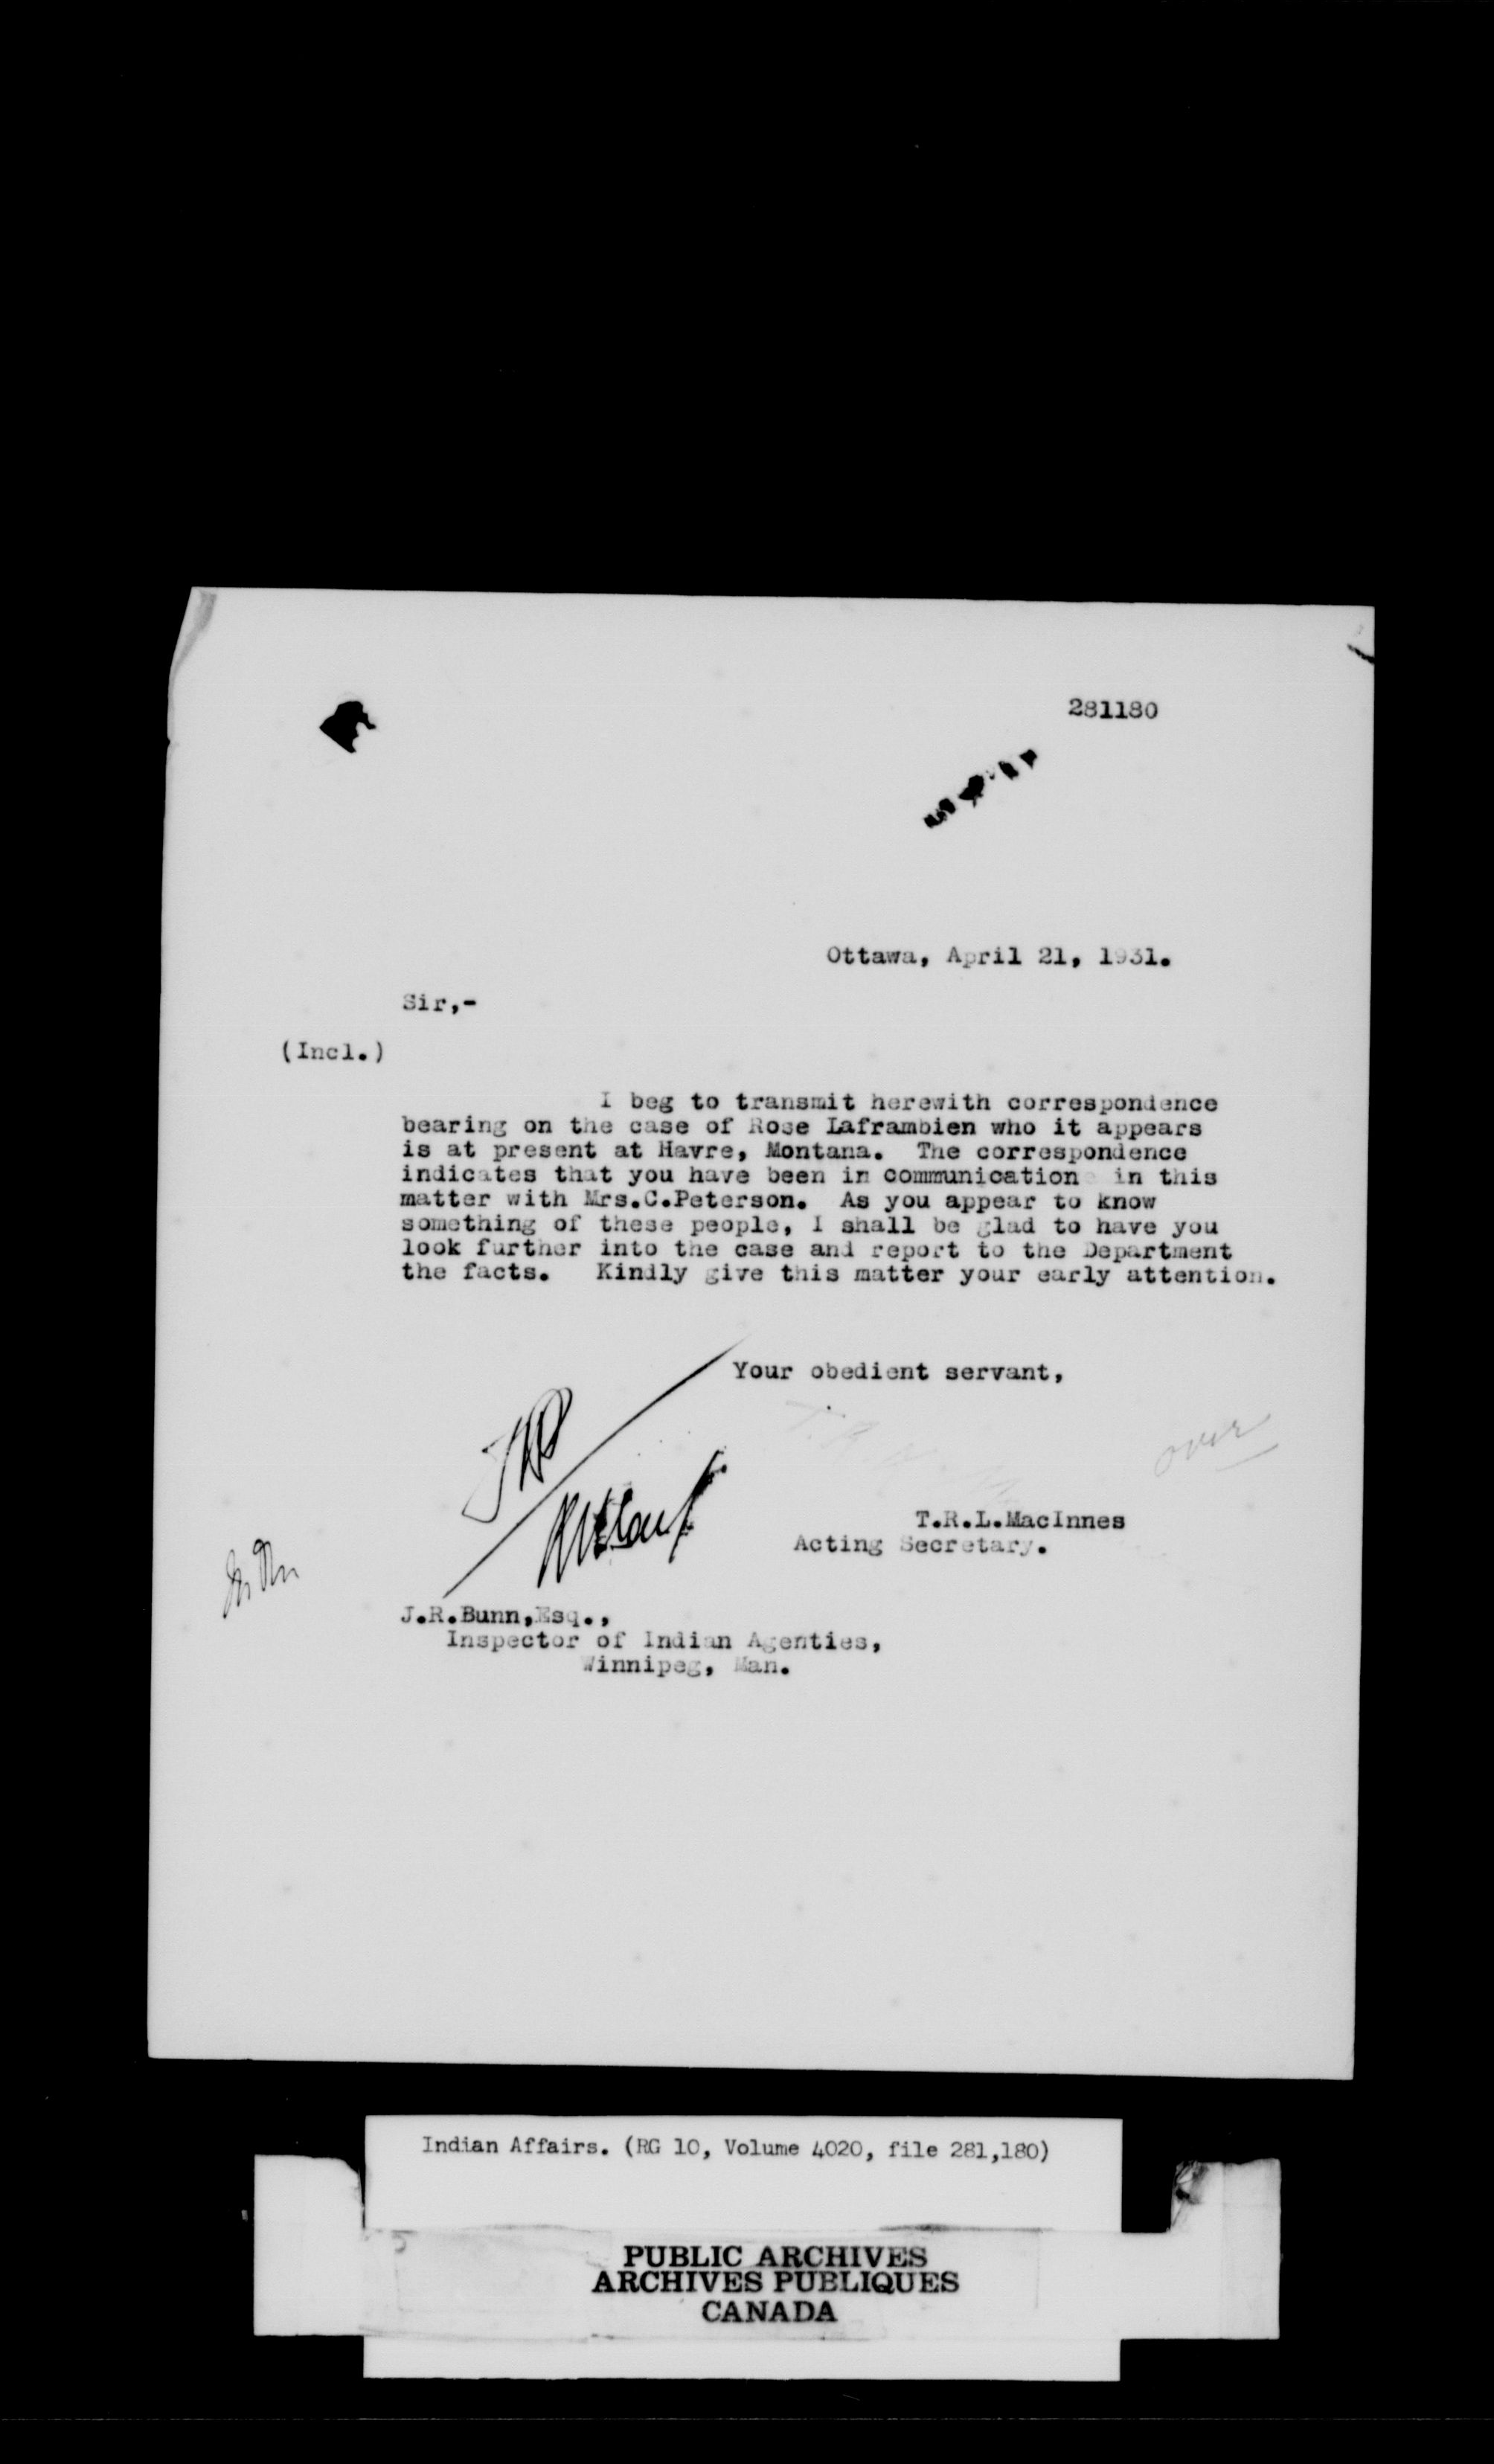 281180
Ottawa, April 21, 1931.
Sir,-
(Incl.)
I beg to transmit herewith correspondence
bearing on the case of Rose Laframbien who it appears
is at present at Havre, Montana. The correspondence
indicates that you have been in communication in this
matter with Mrs.C.Peterson. As you appear to know
something of these people, I shall be glad to have you
look further into the case and report to the Department
the facts. Kindly give this matter your early attention.
Your obedient servant,
over
T.R.L.MacInnes
Acting Secretary.
J.R.Bunn,Esq.,
Inspector of Indian Agenties,
Winnipeg, Man.
Indian Affairs. (RG 10, Volume 4020, file 281,180)
PUBLIC ARCHIVES
ARCHIVES PUBLIQUES
CANADA